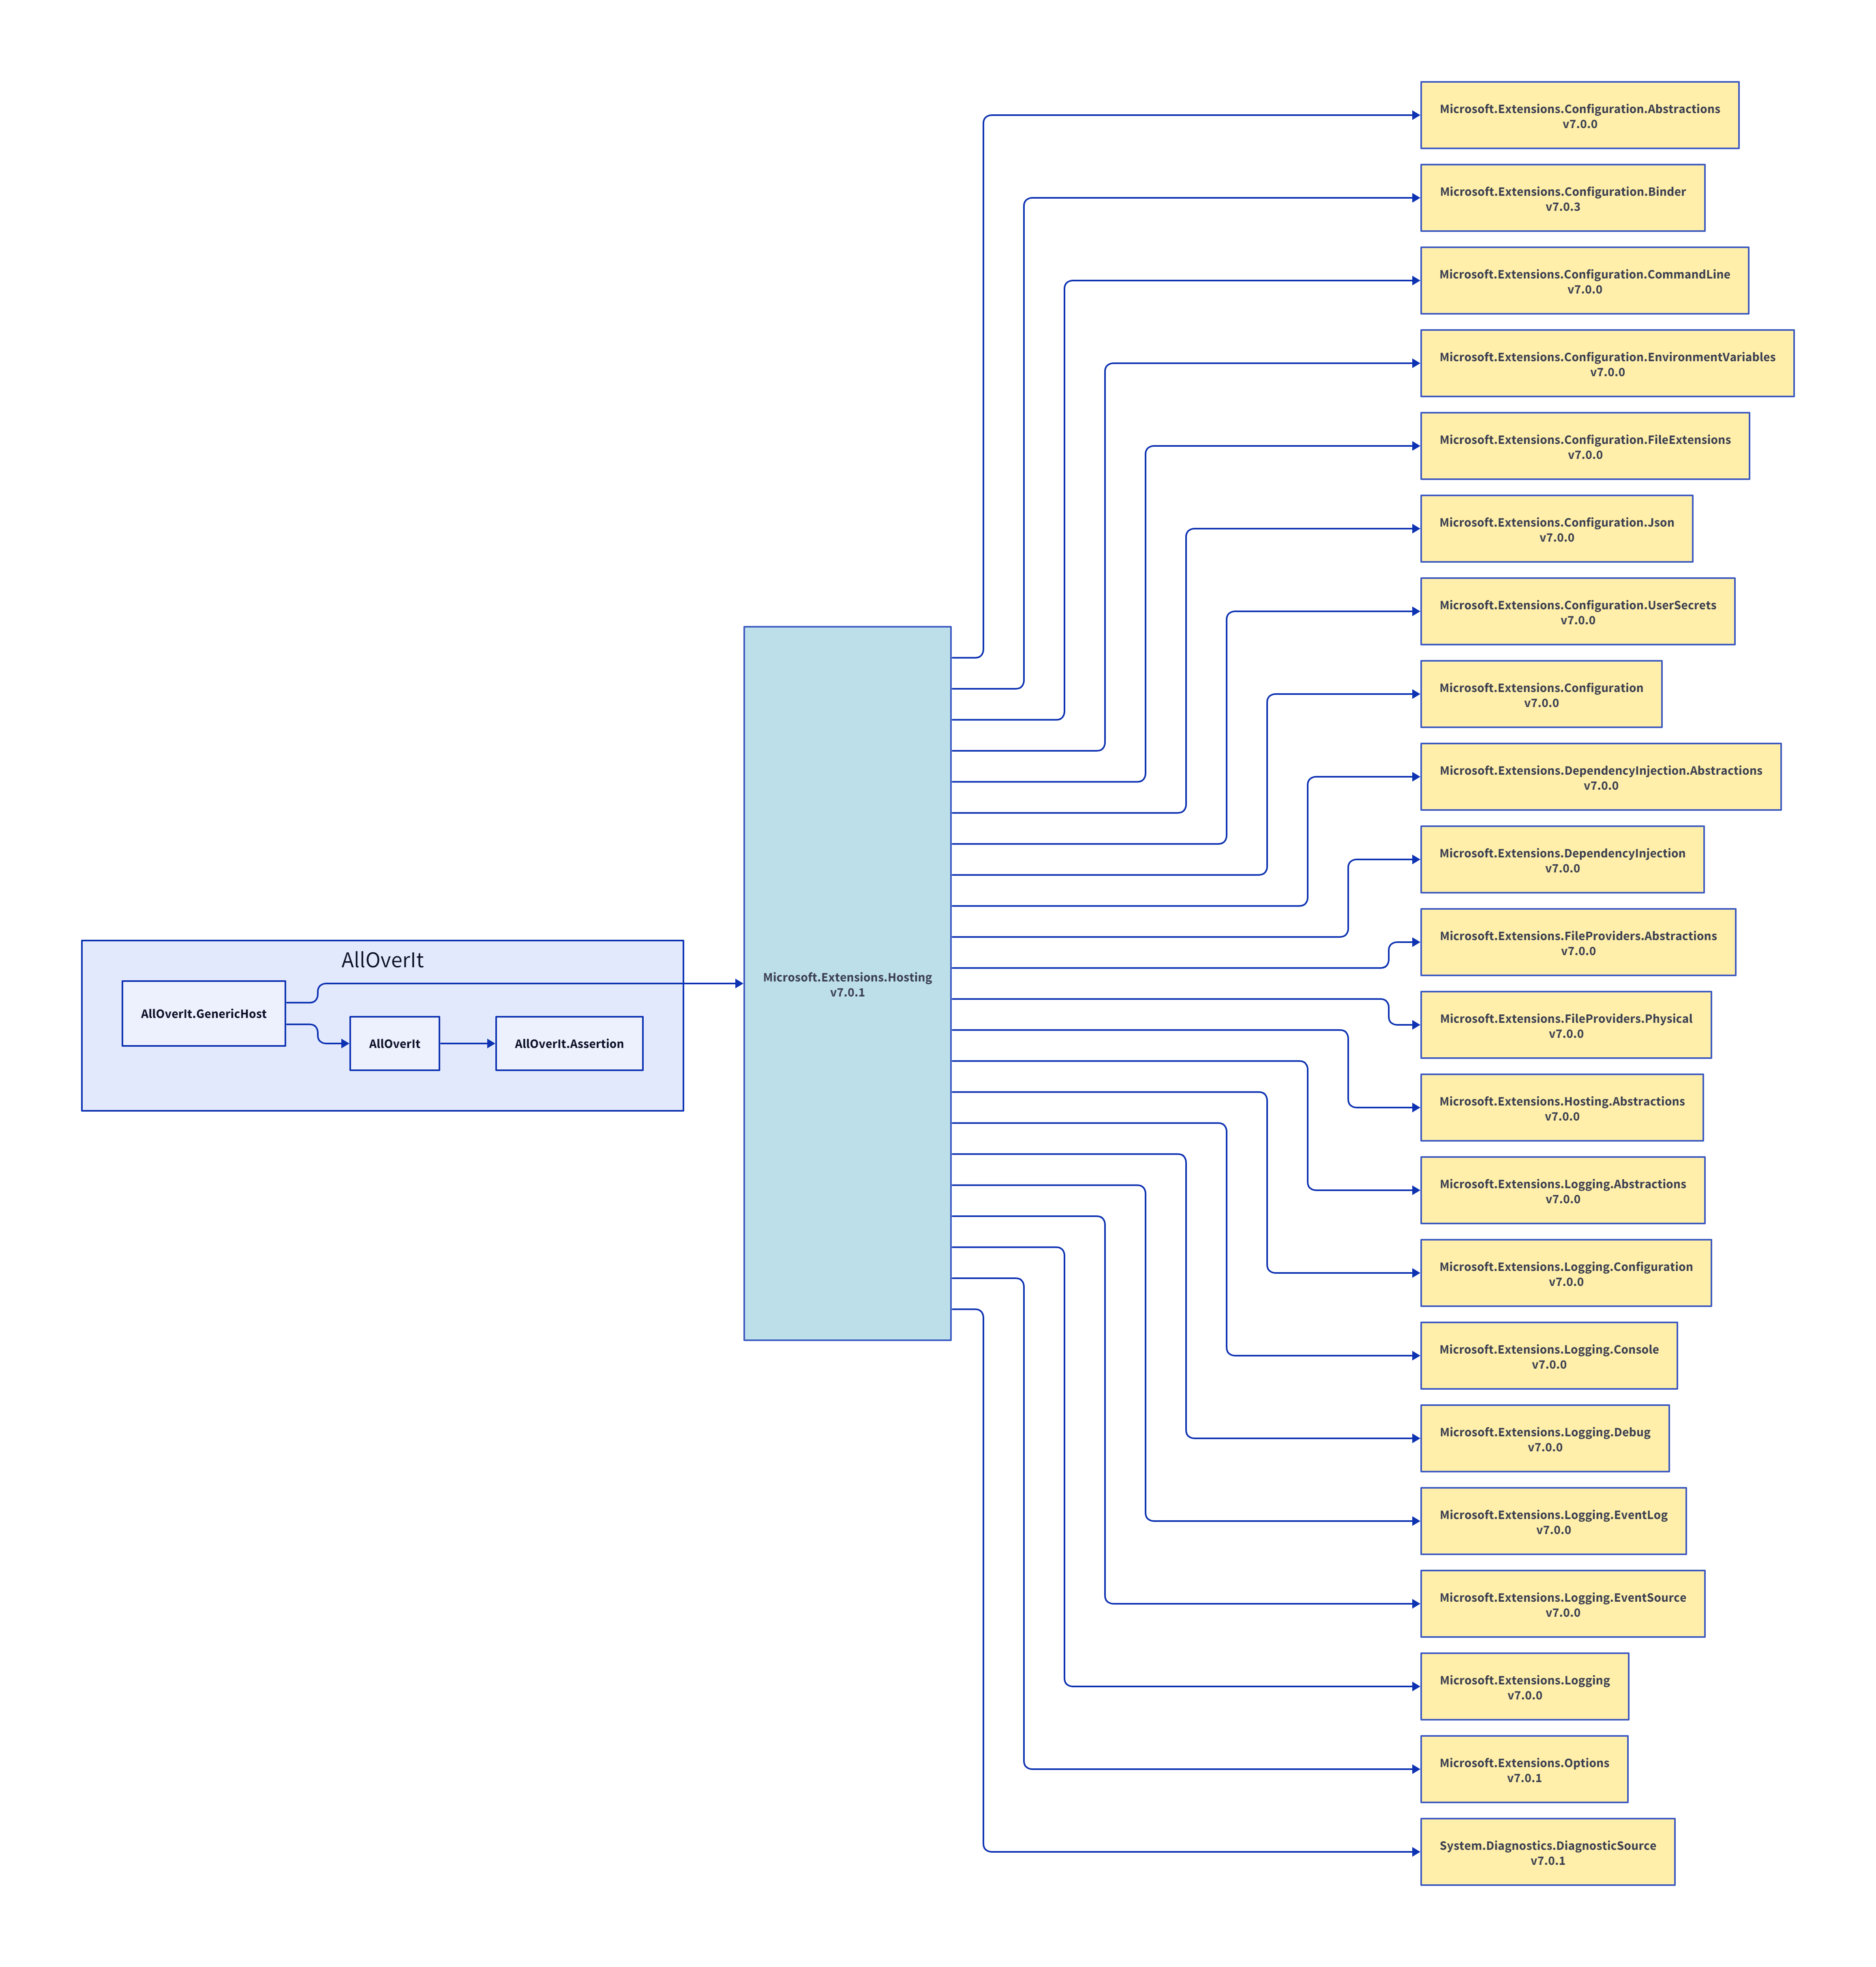 AllOverIt
AllOverIt.GenericHost
AllOverIt
AllOverIt.Assertion
Microsoft.Extensions.Hosting
v7.0.1
Microsoft.Extensions.Configuration.Abstractions
v7.0.0
Microsoft.Extensions.Configuration.Binder
v7.0.3
Microsoft.Extensions.Configuration.CommandLine
v7.0.0
Microsoft.Extensions.Configuration.EnvironmentVariables
v7.0.0
Microsoft.Extensions.Configuration.FileExtensions
v7.0.0
Microsoft.Extensions.Configuration.Json
v7.0.0
Microsoft.Extensions.Configuration.UserSecrets
v7.0.0
Microsoft.Extensions.Configuration
v7.0.0
Microsoft.Extensions.DependencyInjection.Abstractions
v7.0.0
Microsoft.Extensions.DependencyInjection
v7.0.0
Microsoft.Extensions.FileProviders.Abstractions
v7.0.0
Microsoft.Extensions.FileProviders.Physical
v7.0.0
Microsoft.Extensions.Hosting.Abstractions
v7.0.0
Microsoft.Extensions.Logging.Abstractions
v7.0.0
Microsoft.Extensions.Logging.Configuration
v7.0.0
Microsoft.Extensions.Logging.Console
v7.0.0
Microsoft.Extensions.Logging.Debug
v7.0.0
Microsoft.Extensions.Logging.EventLog
v7.0.0
Microsoft.Extensions.Logging.EventSource
v7.0.0
Microsoft.Extensions.Logging
v7.0.0
Microsoft.Extensions.Options
v7.0.1
System.Diagnostics.DiagnosticSource
v7.0.1